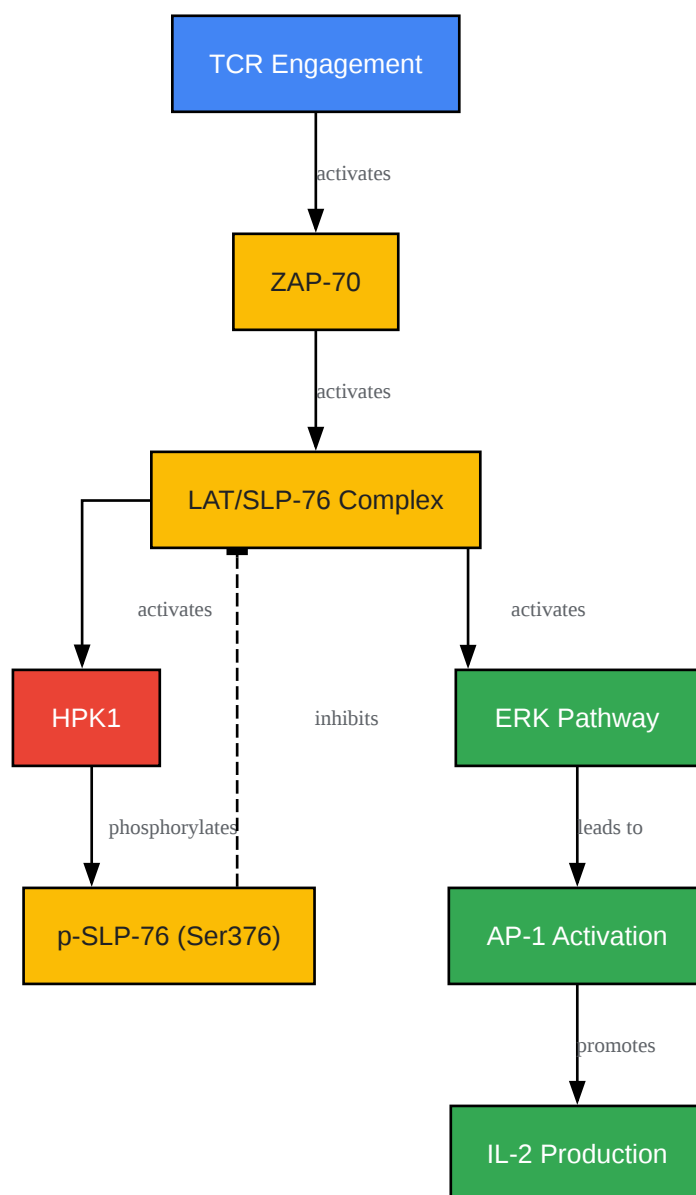 TCR Engagement
activates
ZAP-70
activates
LAT/SLP-76 Complex
activates
activates
HPK1
inhibits
ERK Pathway
phosphorylates
leads to
p-SLP-76 (Ser376)
AP-1 Activation
promotes
IL-2 Production